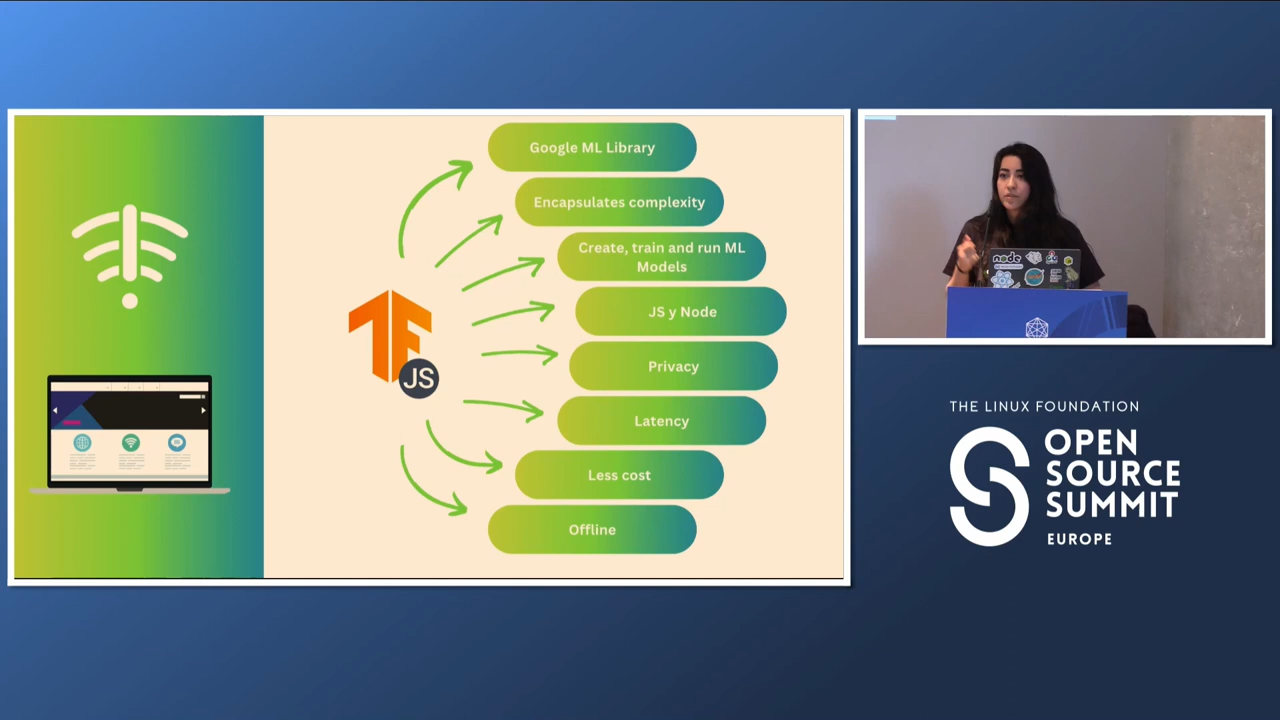 Google ML Library
Encapsulates complexity
Create, train and run ML
Models
JS y Node
Privacy
Latency
Less cost
Offline
JS
node
THE LINUX FOUNDATION
OPEN
SOURCE
SUMMIT
EUROPE